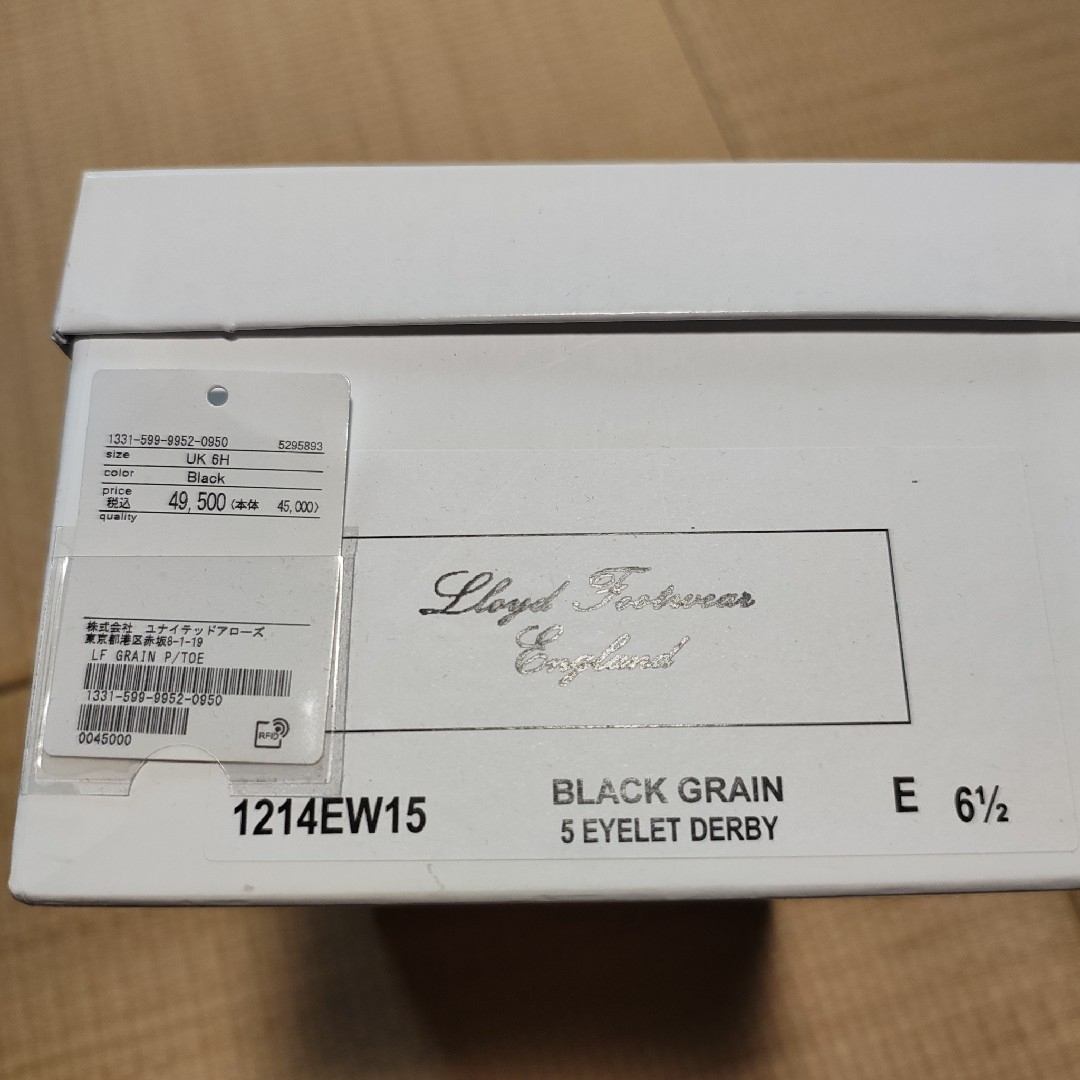 1331-599-9952-0950 5295893
size UK 6H
color Black
price
税込 49,500 (本体 45,000)
quality
株式会社 ユナイテッドアローズ
東京都港区赤坂8-1-19
LF GRAIN P/TOE
1331-599-9952-0950
0045000
RFID
Lloyd Footwear
England
1214EW15 BLACK GRAIN E 6½
5 EYELET DERBY